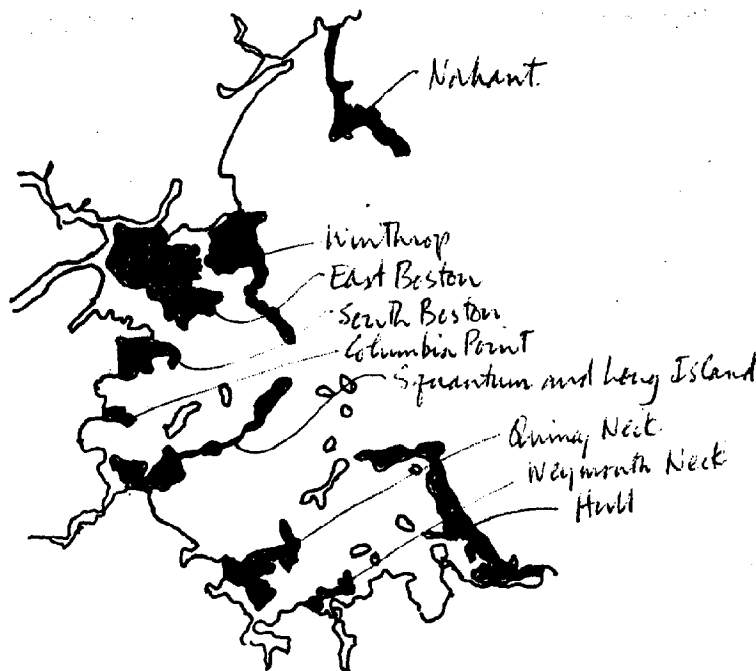 Nahant.
Winthrop
East Boston
South Boston
Columbia Point
Squantum and Long Island
Quincy Neck
Weymouth Neck
Hull